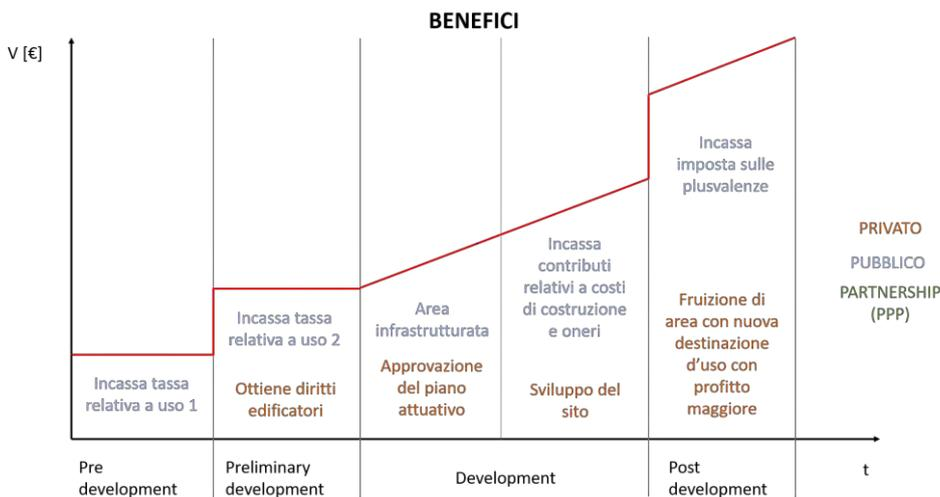 BENEFICI
V [€]
Incassa tassa
relativa a uso 1
Incassa tassa
relativa a uso 2
Ottiene diritti
edificatori
Area
infrastrutturata
Approvazione
del piano
attuativo
Incassa
contributi
relativi a costi
di costruzione
e oneri
Sviluppo del
sito
Incassa
imposta sulle
plusvalenze
Fruizione di
area con nuova
destinazione
d'uso con
profitto
maggiore
PRIVATO
PUBBLICO
PARTNERSHIP
(PPP)
Pre
development
Preliminary
development
Development
Post
development
t